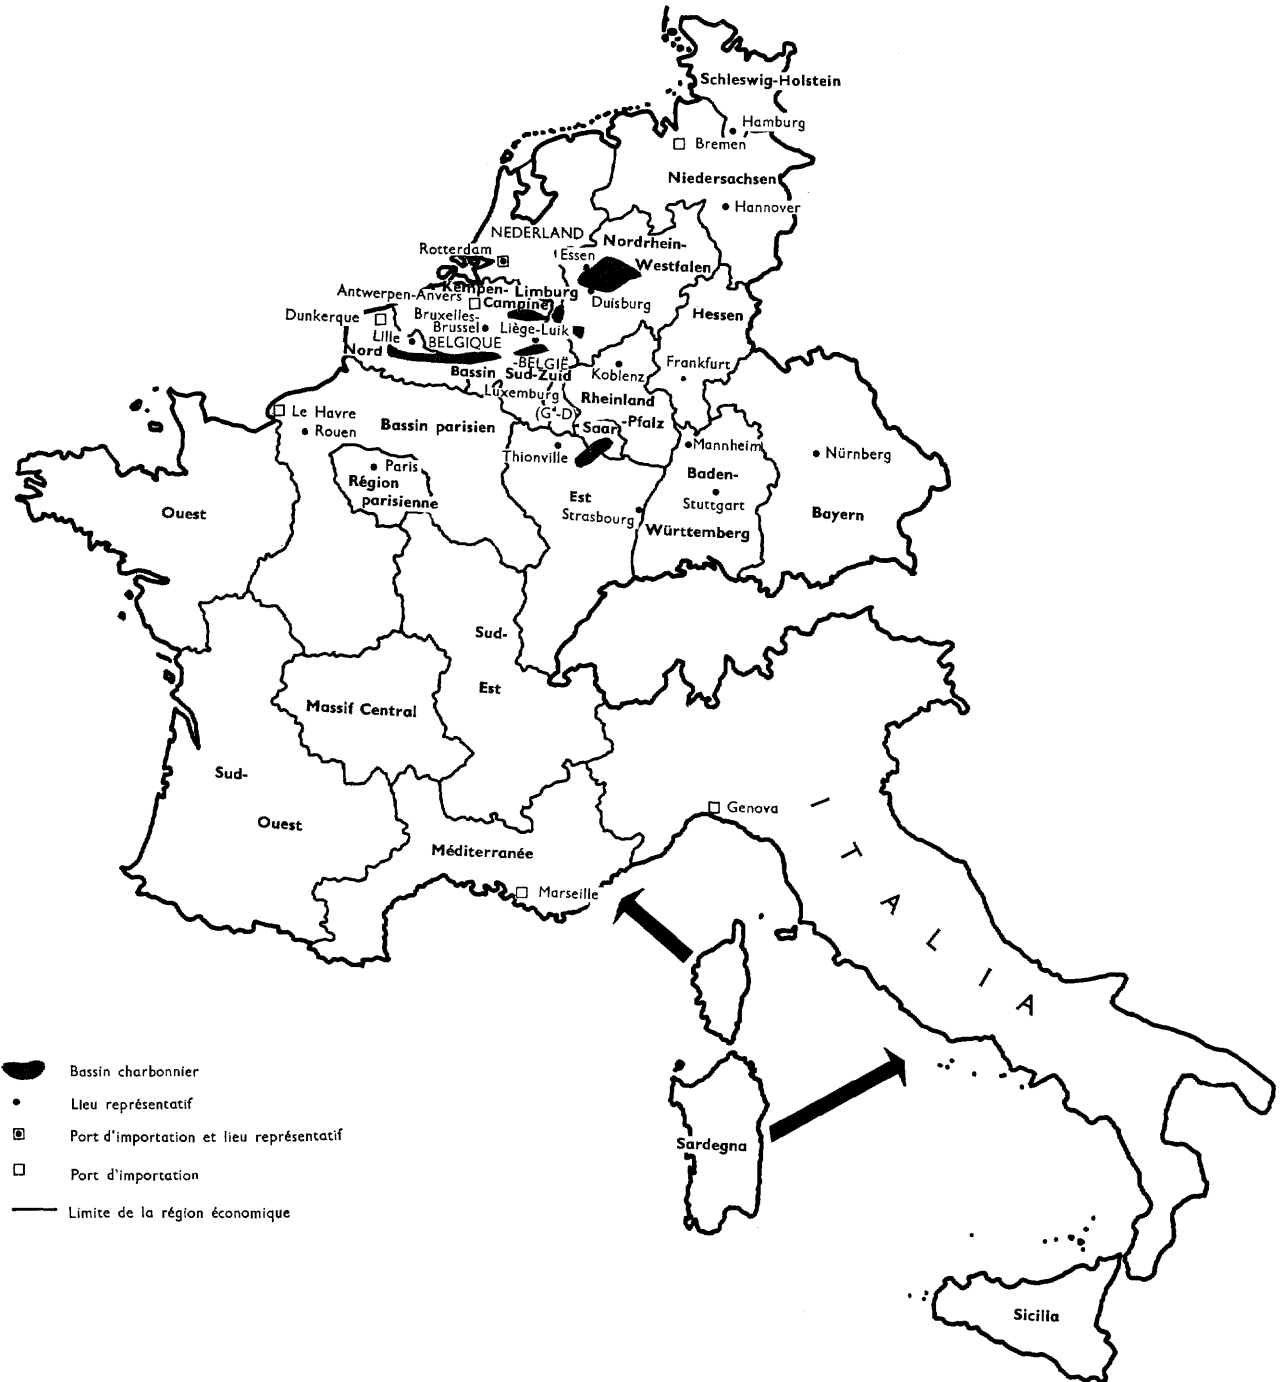 Schleswig-Holstein
Hamburg
Bremen
Niedersachsen
Hannover
NEDERLAND
Nordrhein-
Westfalen
Rotterdam
Essen
Kempen- Limburg
Antwerpen-Anvers
Campine
Duisburg
Hessen
Dunkerque
Bruxelles-
Brussel
Liège-Luik
Lille
BELGIQUE
Nord
-BELGIË
Bassin Sud-Zuid
Koblenz
Frankfurt
Luxemburg
(Gᵈ-D)
Rheinland
-Pfalz
Saar
Le Havre
Rouen
Bassin parisien
Thionville
Mannheim
Nürnberg
Paris
Région
parisienne
Baden-
Stuttgart
Württemberg
Bayern
Est
Strasbourg
Ouest
Sud-
Est
Massif Central
Sud-
Ouest
Genova
ITALIA
Méditerranée
Marseille
Sardegna
Sicilia
Bassin charbonnier
Lieu représentatif
Port d'importation et lieu représentatif
Port d'importation
Limite de la région économique